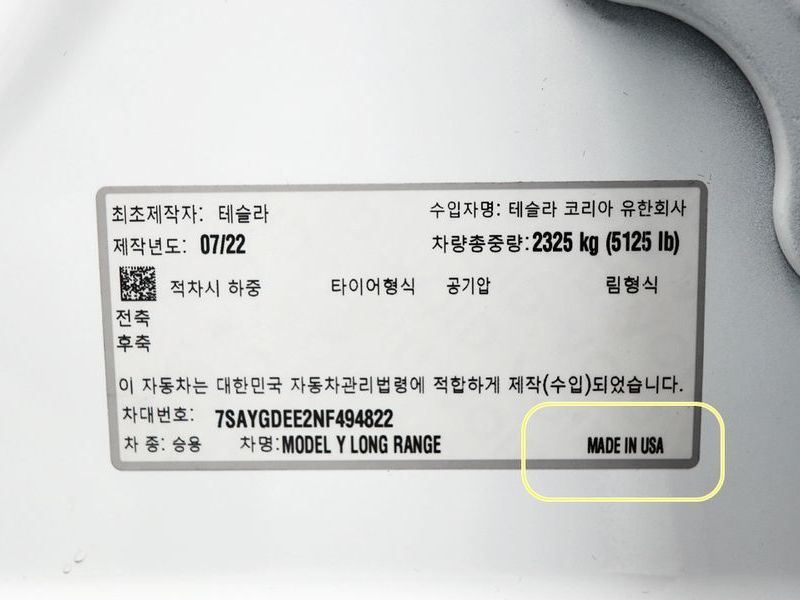 최초제작자: 테슬라 수입자명: 테슬라 코리아 유한회사
제작년도: 07/22 차량총중량: 2325 kg (5125 lb)
적차시 하중 타이어형식 공기압 림형식
전축
후축
이 자동차는 대한민국 자동차관리법령에 적합하게 제작(수입)되었습니다.
차대번호: 7SAYGDEE2NF494822
차 종: 승용 차명: MODEL Y LONG RANGE MADE IN USA